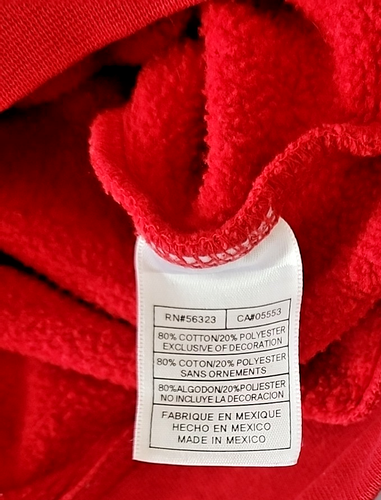 RN#56323 CA#05553
80% COTTON/20% POLYESTER
EXCLUSIVE OF DECORATION
80% COTTON/20% POLYESTER
SANS ORNEMENTS
80%ALGODON/20%POLIESTER
NO INCLUYE LA DECORACION
FABRIQUE EN MEXIQUE
HECHO EN MEXICO
MADE IN MEXICO